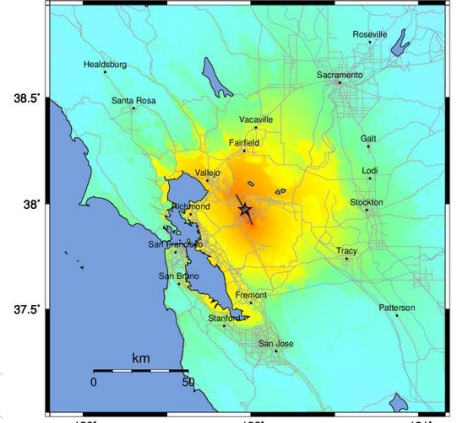 Roseville
Healdsburg
Sacramento
38.5˚
Santa Rosa
Vacaville
Fairfield
Galt
Vallejo
Lodi
38˚
Richmond
Stockton
San Francisco
Tracy
San Bruno
Fremont
37.5˚
Patterson
Stanford
San Jose
km
0
50